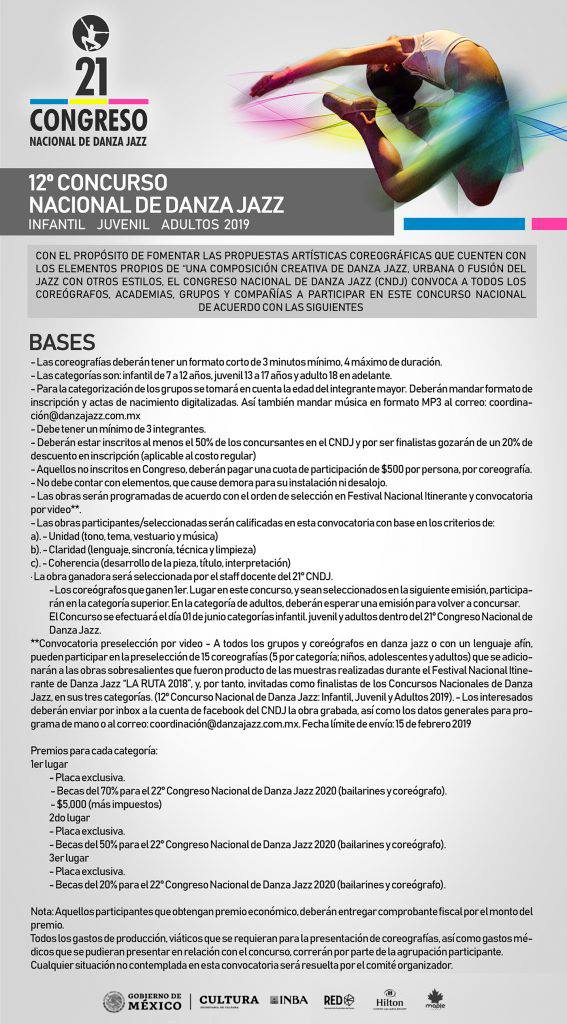 21
CONGRESO
NACIONAL DE DANZA JAZZ
12º CONCURSO
NACIONAL DE DANZA JAZZ
INFANTIL JUVENIL ADULTOS 2019
CON EL PROPÓSITO DE FOMENTAR LAS PROPUESTAS ARTÍSTICAS COREOGRÁFICAS QUE CUENTEN CON
LOS ELEMENTOS PROPIOS DE “UNA COMPOSICIÓN CREATIVA DE DANZA JAZZ, URBANA O FUSIÓN DEL
JAZZ CON OTROS ESTILOS, EL CONGRESO NACIONAL DE DANZA JAZZ (CNDJ) CONVOCA A TODOS LOS
COREÓGRAFOS, ACADEMIAS, GRUPOS Y COMPAÑÍAS A PARTICIPAR EN ESTE CONCURSO NACIONAL
DE ACUERDO CON LAS SIGUIENTES
BASES
- Las coreografías deberán tener un formato corto de 3 minutos mínimo, 4 máximo de duración.
- Las categorías son: infantil de 7 a 12 años, juvenil 13 a 17 años y adulto 18 en adelante.
- Para la categorización de los grupos se tomará en cuenta la edad del integrante mayor. Deberán mandar formato de
inscripción y actas de nacimiento digitalizadas. Así también mandar música en formato MP3 al correo: coordina-
ción@danzajazz.com.mx
- Debe tener un mínimo de 3 integrantes.
- Deberán estar inscritos al menos el 50% de los concursantes en el CNDJ y por ser finalistas gozarán de un 20% de
descuento en inscripción (aplicable al costo regular)
- Aquellos no inscritos en Congreso, deberán pagar una cuota de participación de $500 por persona, por coreografía.
- No debe contar con elementos, que cause demora para su instalación ni desalojo.
- Las obras serán programadas de acuerdo con el orden de selección en Festival Nacional Itinerante y convocatoria
por video**.
- Las obras participantes/seleccionadas serán calificadas en esta convocatoria con base en los criterios de:
a). - Unidad (tono, tema, vestuario y música)
b). - Claridad (lenguaje, sincronía, técnica y limpieza)
c). - Coherencia (desarrollo de la pieza, título, interpretación)
· La obra ganadora será seleccionada por el staff docente del 21º CNDJ.
- Los coreógrafos que ganen 1er. Lugar en este concurso, y sean seleccionados en la siguiente emisión, participa-
rán en la categoría superior. En la categoría de adultos, deberán esperar una emisión para volver a concursar.
El Concurso se efectuará el día 01 de junio categorías infantil, juvenil y adultos dentro del 21º Congreso Nacional de
Danza Jazz.
**Convocatoria preselección por video - A todos los grupos y coreógrafos en danza jazz o con un lenguaje afín,
pueden participar en la preselección de 15 coreografías (5 por categoría; niños, adolescentes y adultos) que se adicio-
narán a las obras sobresalientes que fueron producto de las muestras realizadas durante el Festival Nacional Itine-
rante de Danza Jazz “LA RUTA 2018”, y, por tanto, invitadas como finalistas de los Concursos Nacionales de Danza
Jazz, en sus tres categorías. (12º Concurso Nacional de Danza Jazz: Infantil, Juvenil y Adultos 2019). - Los interesados
deberán enviar por inbox a la cuenta de facebook del CNDJ la obra grabada, así como los datos generales para pro-
grama de mano o al correo: coordinación@danzajazz.com.mx. Fecha límite de envío: 15 de febrero 2019
Premios para cada categoría:
1er lugar
- Placa exclusiva.
- Becas del 70% para el 22º Congreso Nacional de Danza Jazz 2020 (bailarines y coreógrafo).
- $5,000 (más impuestos)
2do lugar
- Placa exclusiva.
- Becas del 50% para el 22º Congreso Nacional de Danza Jazz 2020 (bailarines y coreógrafo).
3er lugar
- Placa exclusiva.
- Becas del 20% para el 22º Congreso Nacional de Danza Jazz 2020 (bailarines y coreógrafo).
Nota: Aquellos participantes que obtengan premio económico, deberán entregar comprobante fiscal por el monto del
premio.
Todos los gastos de producción, viáticos que se requieran para la presentación de coreografías, así como gastos mé-
dicos que se pudieran presentar en relación con el concurso, correrán por parte de la agrupación participante.
Cualquier situación no contemplada en esta convocatoria será resuelta por el comité organizador.
GOBIERNO DE MÉXICO CULTURA SECRETARÍA DE CULTURA INBA RED Hilton maple